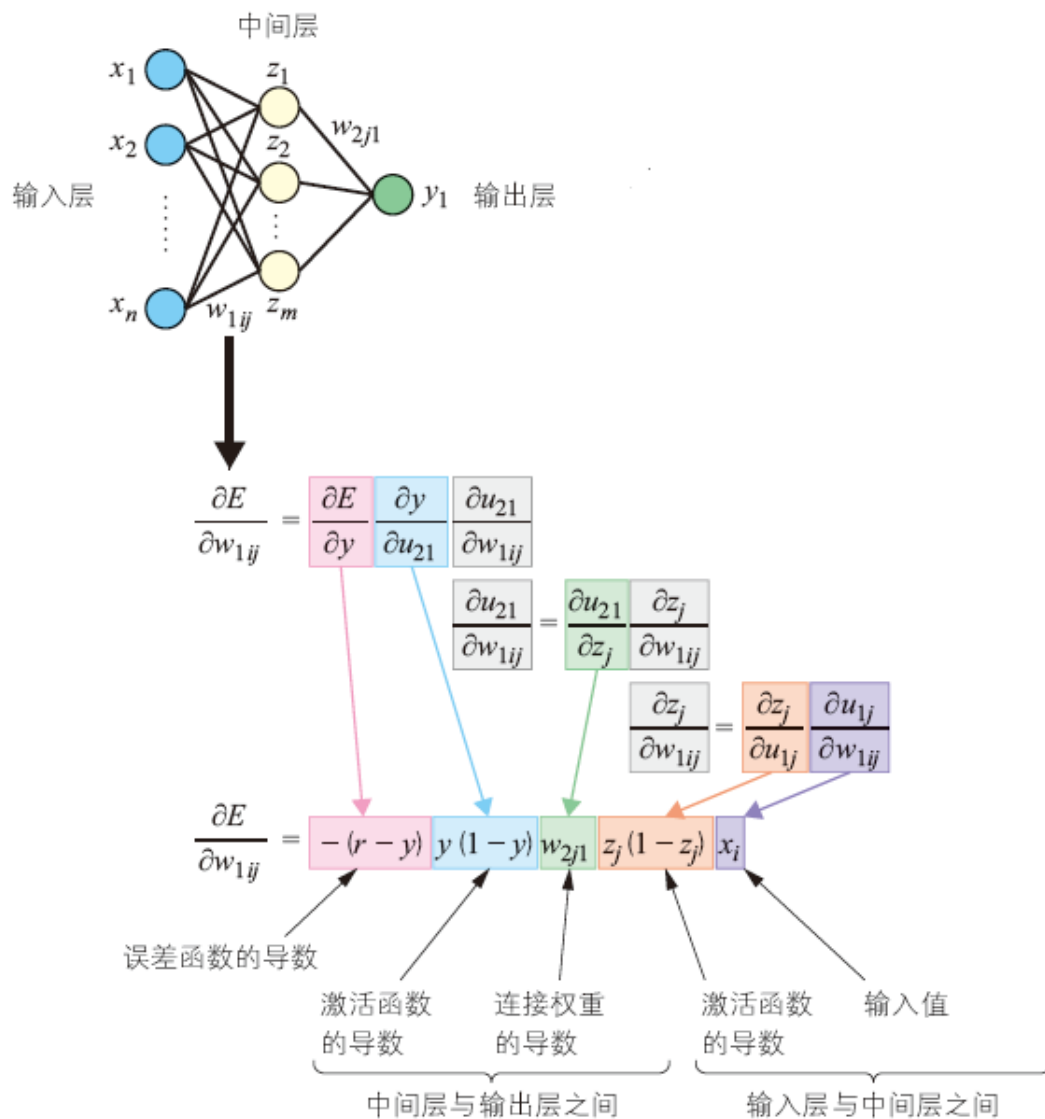 中间层
x₁ z₁
w₂ⱼ₁
x₂ z₂
输入层 y₁ 输出层
xₙ w₁ᵢⱼ zₘ
∂E/∂w₁ᵢⱼ = ∂E/∂y ∂y/∂u₂₁ ∂u₂₁/∂w₁ᵢⱼ
∂u₂₁/∂w₁ᵢⱼ = ∂u₂₁/∂zⱼ ∂zⱼ/∂w₁ᵢⱼ
∂zⱼ/∂w₁ᵢⱼ = ∂zⱼ/∂u₁ⱼ ∂u₁ⱼ/∂w₁ᵢⱼ
∂E/∂w₁ᵢⱼ = −(r − y) y(1 − y) w₂ⱼ₁ zⱼ(1 − zⱼ) xᵢ
误差函数的导数
激活函数的导数
连接权重的导数
激活函数的导数
输入值
中间层与输出层之间
输入层与中间层之间